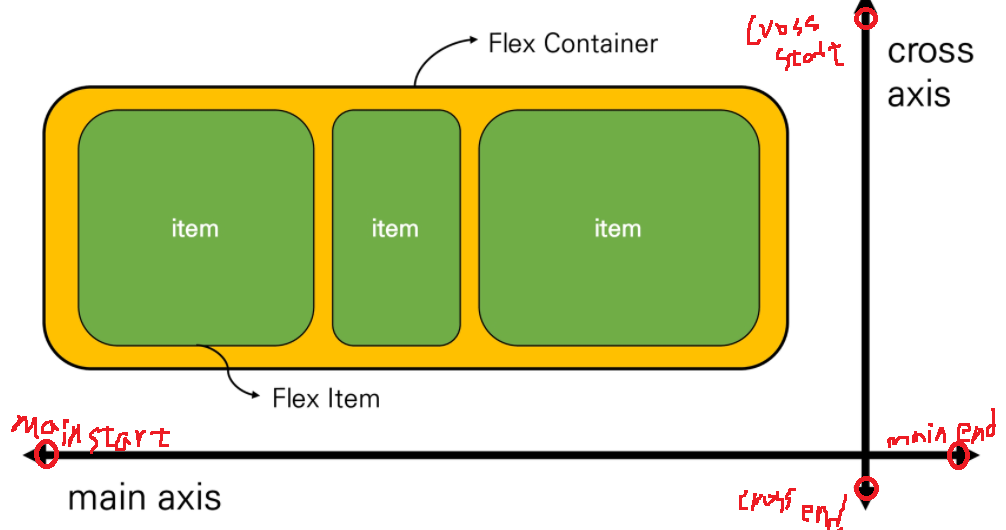 cross
start
Flex Container
cross
axis
item
item
item
Flex Item
main start
main end
main axis
cross end